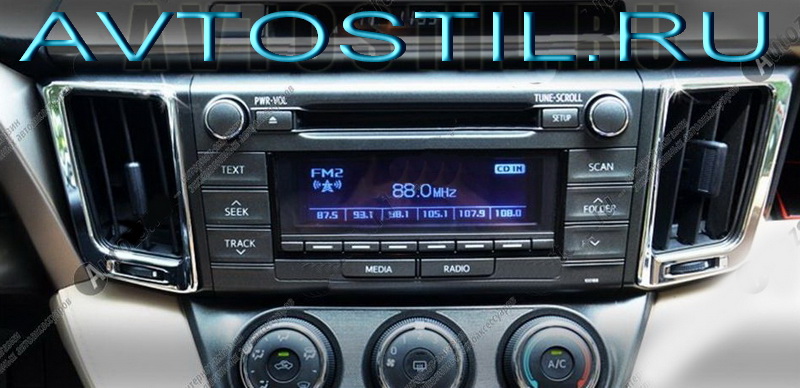 AVTOSTIL.RU
PWR·VOL
TUNE·SCROLL
SETUP
TEXT
SCAN
FM2
CD IN
88.0MHz
SEEK
FOLDER
87.5 93.1 98.1 105.1 107.9 108.0
TRACK
MEDIA RADIO
0
A/C